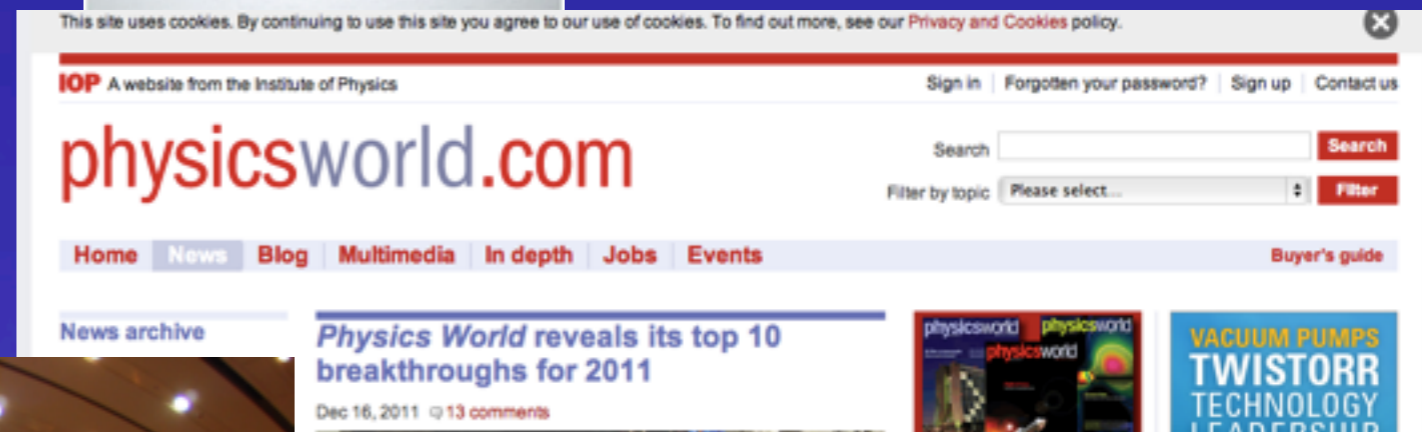 This site uses cookies. By continuing to use this site you agree to our use of cookies. To find out more, see our Privacy and Cookies policy.
IOP A website from the Institute of Physics
Sign in Forgotten your password? Sign up Contact us
physicsworld.com
Search Search
Filter by topic Please select... Filter
Home News Blog Multimedia In depth Jobs Events Buyer's guide
News archive
Physics World reveals its top 10
breakthroughs for 2011
Dec 16, 2011 13 comments
physicsworld physicsworld
physicsworld
VACUUM PUMPS
TWISTORR
TECHNOLOGY
LEADERSHIP